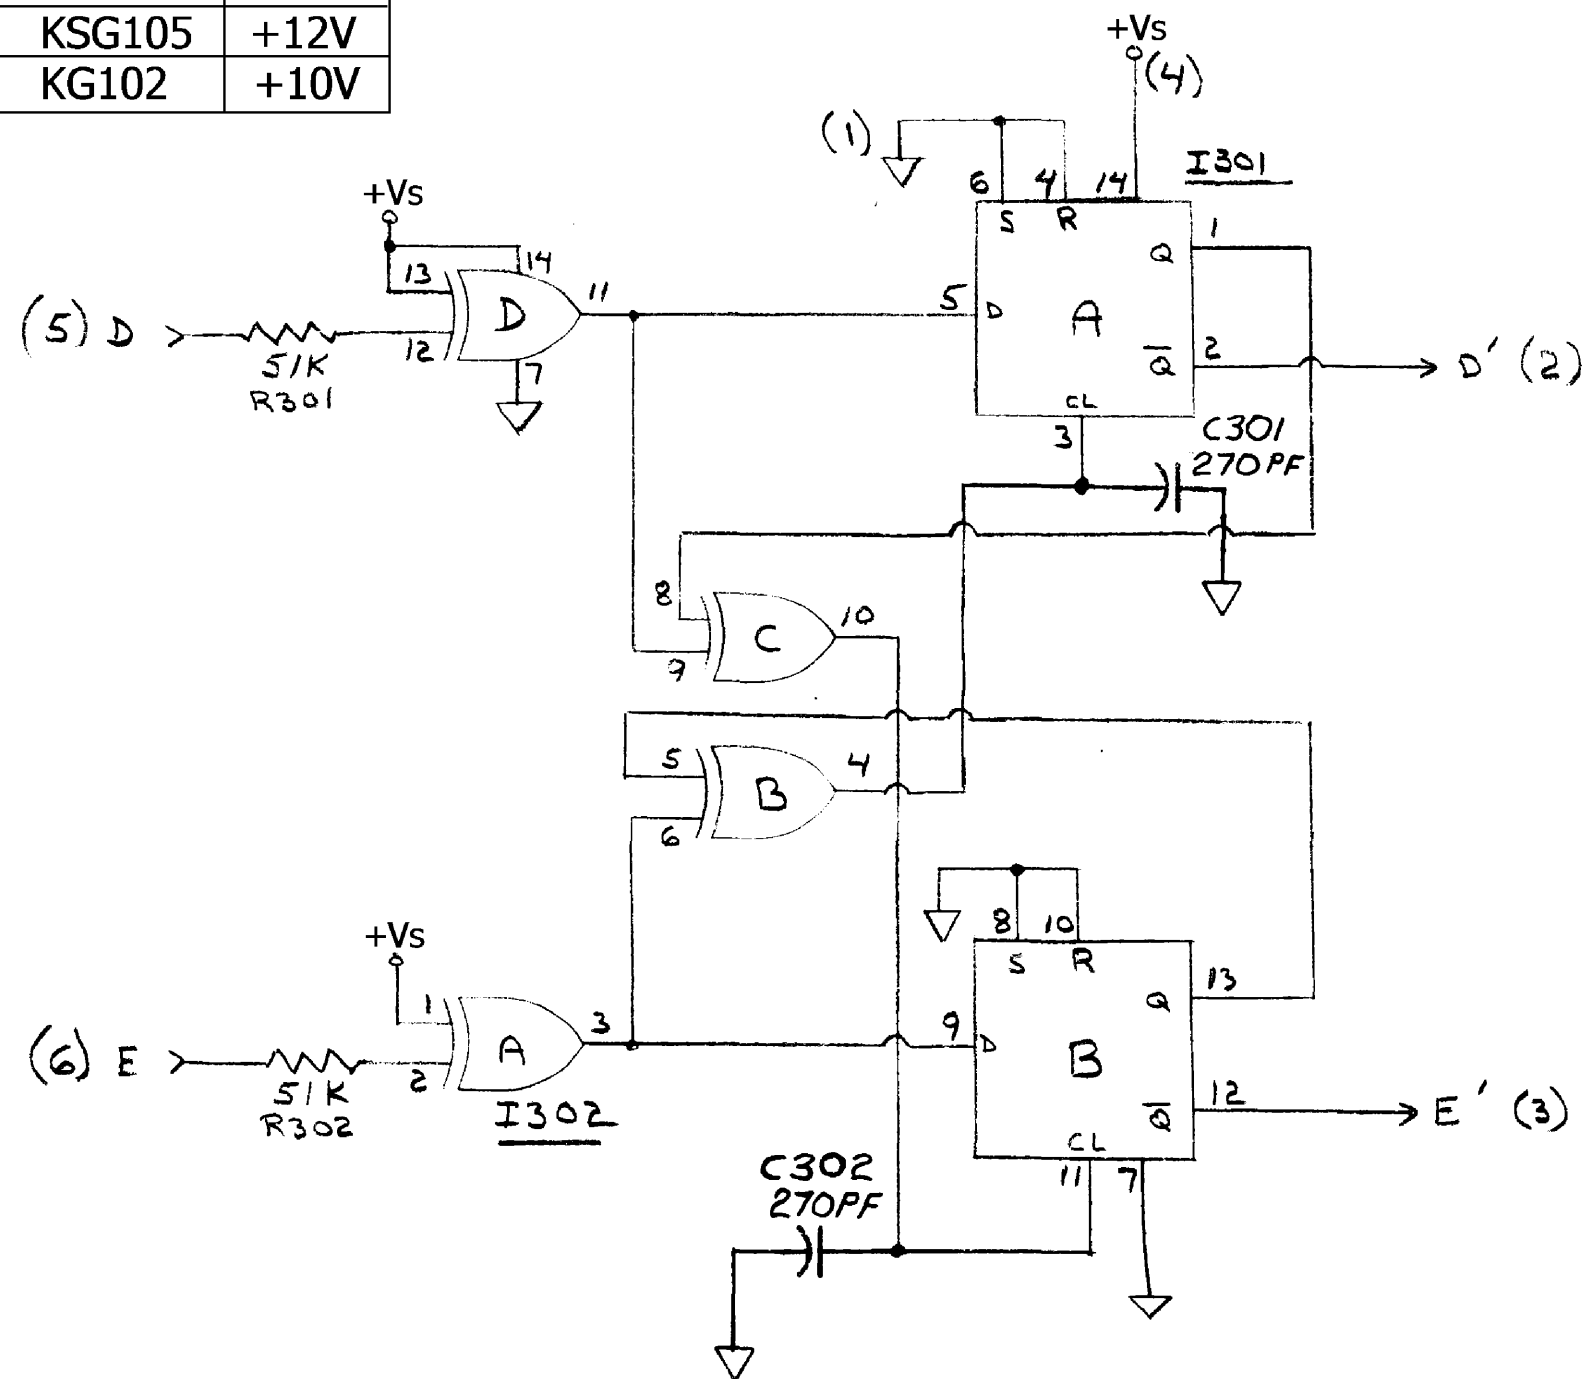 KSG105 +12V
KG102 +10V
+Vs
(4)
(1)
I301
6 4 14
S R
+Vs
13 14
D
11
12
7
(5) D
51K
R301
5 D
A
Q 1
Q̅ 2
D' (2)
CL
3
C301
270PF
8
9
C
10
5
6
B
4
8 10
S R
+Vs
1
2
A
3
I302
(6) E
51K
R302
9 D
B
Q 13
Q̅ 12
E' (3)
CL
11 7
C302
270PF